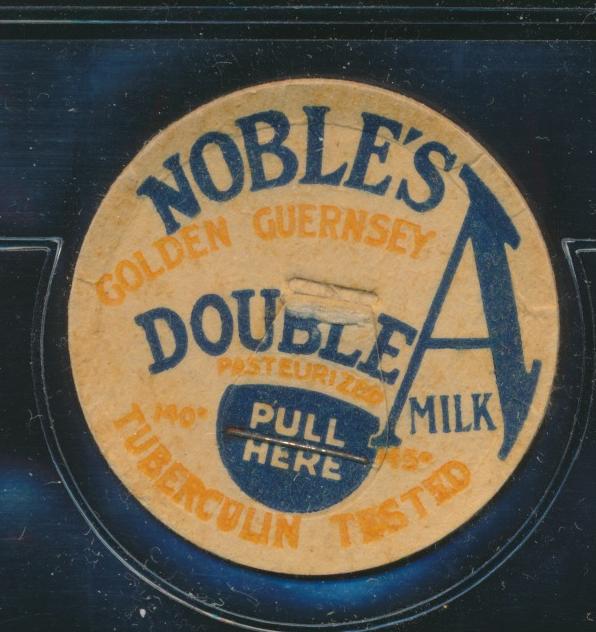 NOBLE'S
GOLDEN GUERNSEY
DOUBLE A
PASTEURIZED
MILK
140° 145°
PULL
HERE
TUBERCULIN TESTED